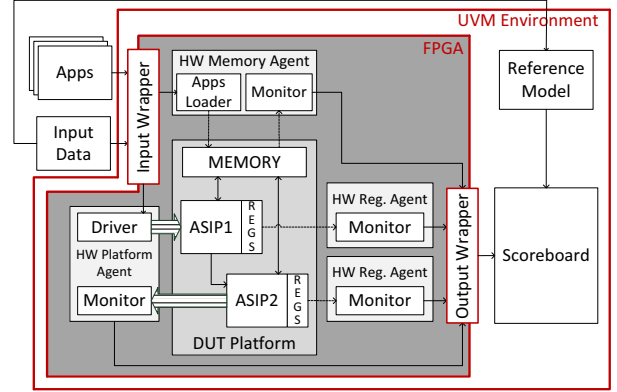 UVM Environment
FPGA
Apps
Input
Data
Input Wrapper
HW Memory Agent
Apps
Loader
Monitor
Reference
Model
MEMORY
ASIP1
REGS
HW Reg. Agent
Monitor
Driver
HW Platform
Agent
Monitor
ASIP2
REGS
HW Reg. Agent
Monitor
DUT Platform
Output Wrapper
Scoreboard